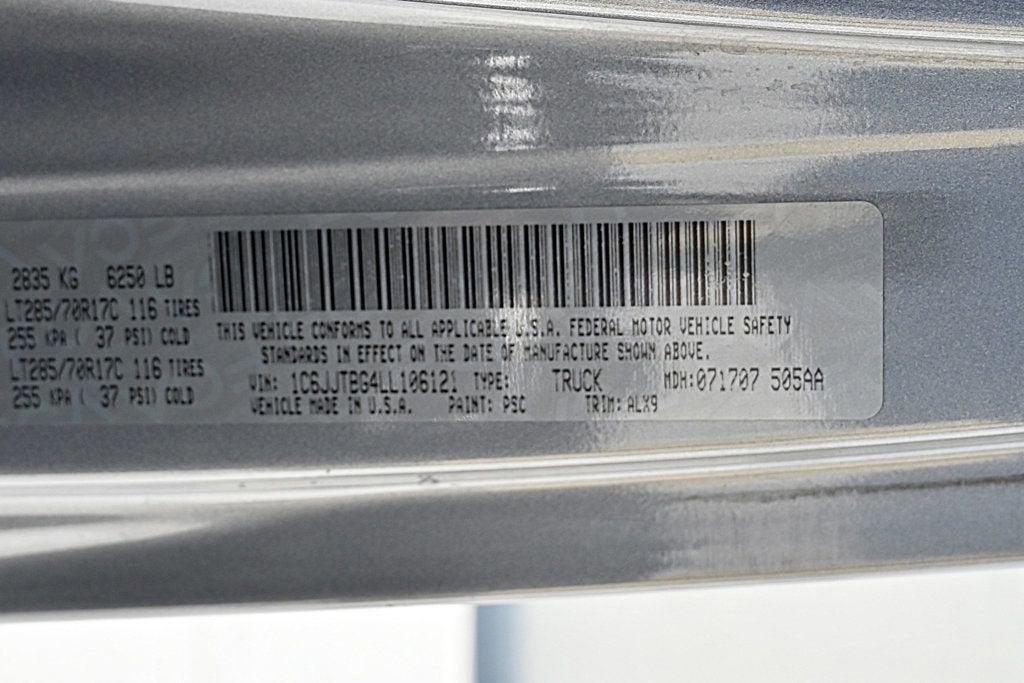 2835 KG 6250 LB
LT285/70R17C 116 TIRES
255 KPA ( 37 PSI) COLD
LT285/70R17C 116 TIRES
255 KPA ( 37 PSI) COLD
THIS VEHICLE CONFORMS TO ALL APPLICABLE U.S.A. FEDERAL MOTOR VEHICLE SAFETY
STANDARDS IN EFFECT ON THE DATE OF MANUFACTURE SHOWN ABOVE.
VIN: 1C6JJTBG4LL106121 TYPE: TRUCK MDH:071707 505AA
VEHICLE MADE IN U.S.A. PAINT: PSC TRIM: ALX9